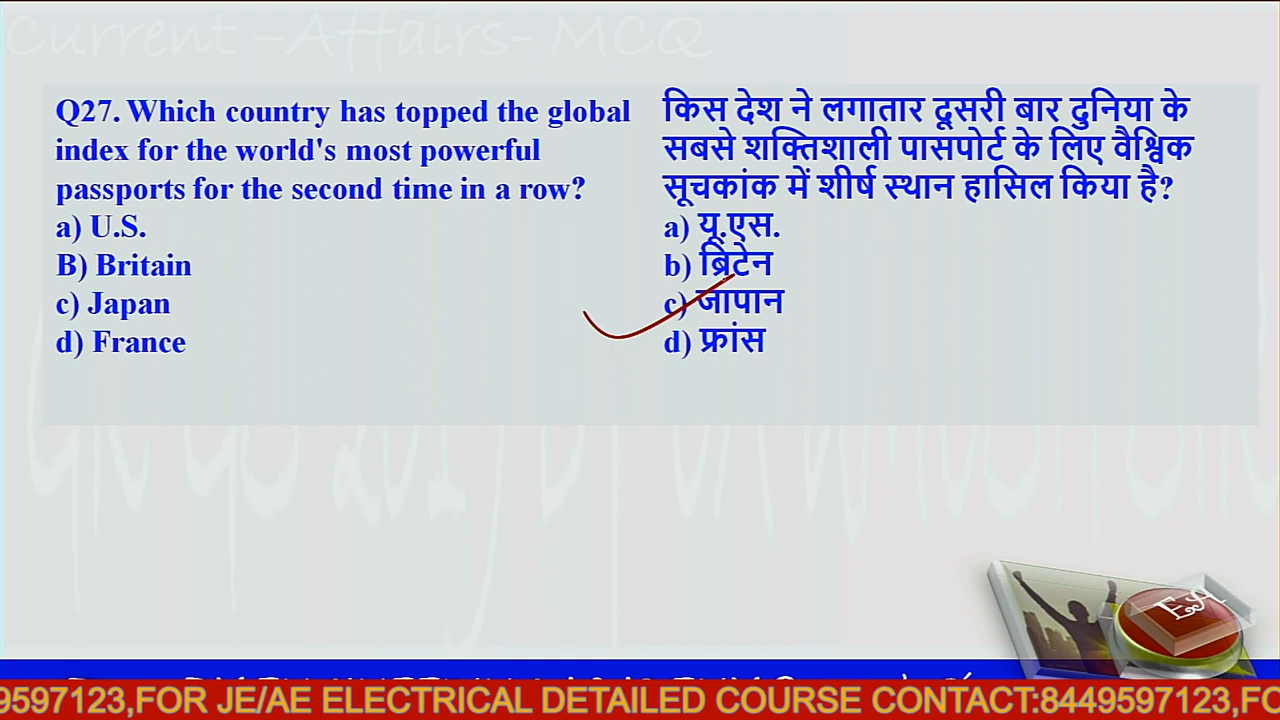 Current -Affairs- MCQ
Q27. Which country has topped the global
index for the world's most powerful
passports for the second time in a row?
a) U.S.
B) Britain
c) Japan
d) France
किस देश ने लगातार दूसरी बार दुनिया के
सबसे शक्तिशाली पासपोर्ट के लिए वैश्विक
सूचकांक में शीर्ष स्थान हासिल किया है?
a) यू.एस.
b) ब्रिटेन
c) जापान
d) फ्रांस
E.A
9597123,FOR JE/AE ELECTRICAL DETAILED COURSE CONTACT:8449597123,FO